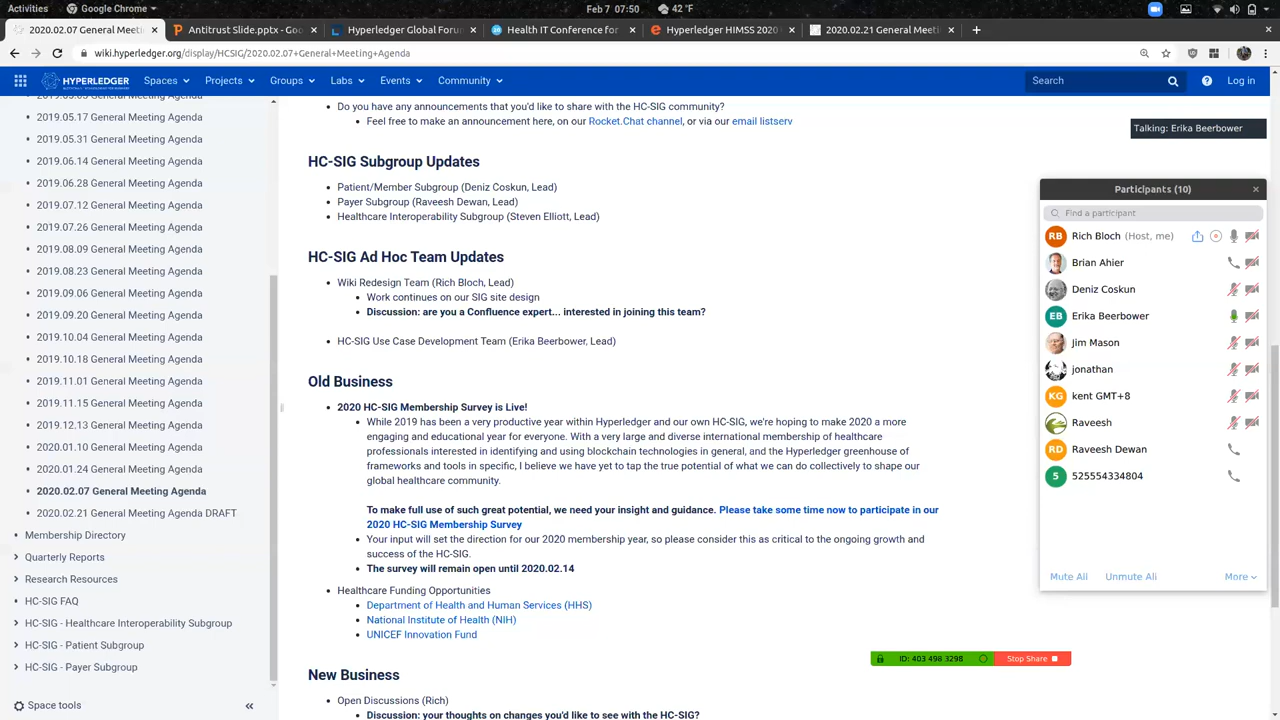 Activities
Google Chrome
Feb 7 07:50
42 °F
2020.02.07 General Meeting
Antitrust Slide.pptx - Goo
Hyperledger Global Foru
Health IT Conference for
Hyperledger HIMSS 2020
2020.02.21 General Meeti
wiki.hyperledger.org/display/HCSIG/2020.02.07+General+Meeting+Agenda
HYPERLEDGER
Spaces
Projects
Groups
Labs
Events
Community
Search
Log in
2019.05.03 General Meeting Agenda
2019.05.17 General Meeting Agenda
2019.05.31 General Meeting Agenda
2019.06.14 General Meeting Agenda
2019.06.28 General Meeting Agenda
2019.07.12 General Meeting Agenda
2019.07.26 General Meeting Agenda
2019.08.09 General Meeting Agenda
2019.08.23 General Meeting Agenda
2019.09.06 General Meeting Agenda
2019.09.20 General Meeting Agenda
2019.10.04 General Meeting Agenda
2019.10.18 General Meeting Agenda
2019.11.01 General Meeting Agenda
2019.11.15 General Meeting Agenda
2019.12.13 General Meeting Agenda
2020.01.10 General Meeting Agenda
2020.01.24 General Meeting Agenda
2020.02.07 General Meeting Agenda
2020.02.21 General Meeting Agenda DRAFT
Membership Directory
Quarterly Reports
Research Resources
HC-SIG FAQ
HC-SIG - Healthcare Interoperability Subgroup
HC-SIG - Patient Subgroup
HC-SIG - Payer Subgroup
Space tools
Do you have any announcements that you'd like to share with the HC-SIG community?
Feel free to make an announcement here, on our Rocket.Chat channel, or via our email listserv
HC-SIG Subgroup Updates
Patient/Member Subgroup (Deniz Coskun, Lead)
Payer Subgroup (Raveesh Dewan, Lead)
Healthcare Interoperability Subgroup (Steven Elliott, Lead)
HC-SIG Ad Hoc Team Updates
Wiki Redesign Team (Rich Bloch, Lead)
Work continues on our SIG site design
Discussion: are you a Confluence expert... interested in joining this team?
HC-SIG Use Case Development Team (Erika Beerbower, Lead)
Old Business
2020 HC-SIG Membership Survey is Live!
While 2019 has been a very productive year within Hyperledger and our own HC-SIG, we're hoping to make 2020 a more
engaging and educational year for everyone. With a very large and diverse international membership of healthcare
professionals interested in identifying and using blockchain technologies in general, and the Hyperledger greenhouse of
frameworks and tools in specific, I believe we have yet to tap the true potential of what we can do collectively to shape our
global healthcare community.
To make full use of such great potential, we need your insight and guidance. Please take some time now to participate in our
2020 HC-SIG Membership Survey
Your input will set the direction for our 2020 membership year, so please consider this as critical to the ongoing growth and
success of the HC-SIG.
The survey will remain open until 2020.02.14
Healthcare Funding Opportunities
Department of Health and Human Services (HHS)
National Institute of Health (NIH)
UNICEF Innovation Fund
New Business
Open Discussions (Rich)
Discussion: your thoughts on changes you'd like to see with the HC-SIG?
Talking: Erika Beerbower
Participants (10)
Find a participant
RB Rich Bloch (Host, me)
Brian Ahier
Deniz Coskun
EB Erika Beerbower
Jim Mason
jonathan
KG kent GMT+8
Raveesh
RD Raveesh Dewan
5 525554334804
Mute All
Unmute All
More
ID: 403 498 3298
Stop Share